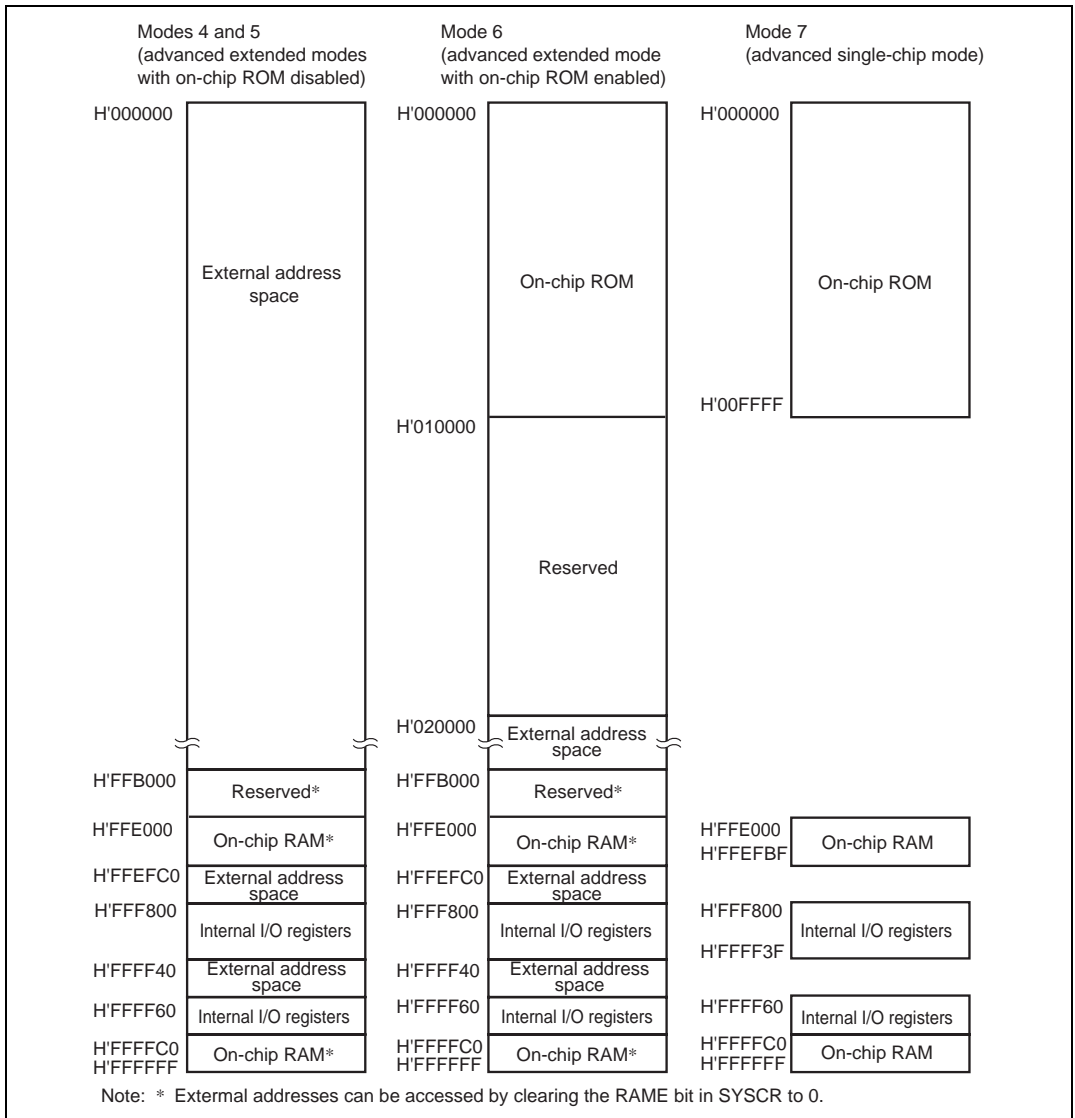 Modes 4 and 5
(advanced extended modes
with on-chip ROM disabled)
Mode 6
(advanced extended mode
with on-chip ROM enabled)
Mode 7
(advanced single-chip mode)
H'000000
External address
space
H'FFB000
Reserved*
H'FFE000
On-chip RAM*
H'FFEFC0
External address
space
H'FFF800
Internal I/O registers
H'FFFF40
External address
space
H'FFFF60
Internal I/O registers
H'FFFFC0
H'FFFFFF
On-chip RAM*
H'000000
On-chip ROM
H'010000
Reserved
H'020000
External address
space
H'FFB000
Reserved*
H'FFE000
On-chip RAM*
H'FFEFC0
External address
space
H'FFF800
Internal I/O registers
H'FFFF40
External address
space
H'FFFF60
Internal I/O registers
H'FFFFC0
H'FFFFFF
On-chip RAM*
H'000000
On-chip ROM
H'00FFFF
H'FFE000
H'FFEFBF
On-chip RAM
H'FFF800
Internal I/O registers
H'FFFF3F
H'FFFF60
Internal I/O registers
H'FFFFC0
H'FFFFFF
On-chip RAM
Note: * Extermal addresses can be accessed by clearing the RAME bit in SYSCR to 0.